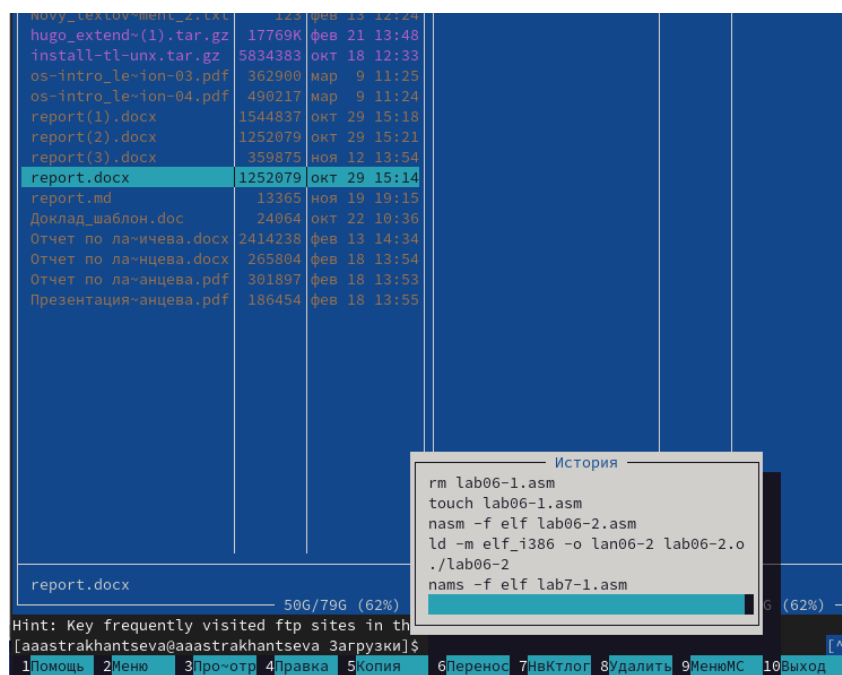 Novy_textov~ment_2.txt 123 фев 13 12:24
hugo_extend~(1).tar.gz 17769K фев 21 13:48
install-tl-unx.tar.gz 5834383 окт 18 12:33
os-intro_le~ion-03.pdf 362900 мар 9 11:25
os-intro_le~ion-04.pdf 490217 мар 9 11:24
report(1).docx 1544837 окт 29 15:18
report(2).docx 1252079 окт 29 15:21
report(3).docx 359875 ноя 12 13:54
report.docx 1252079 окт 29 15:14
report.md 13365 ноя 19 19:15
Доклад_шаблон.doc 24064 окт 22 10:36
Отчет по ла~ичева.docx 2414238 фев 13 14:34
Отчет по ла~нцева.docx 265804 фев 18 13:54
Отчет по ла~анцева.pdf 301897 фев 18 13:53
Презентация~анцева.pdf 186454 фев 18 13:55
История
rm lab06-1.asm
touch lab06-1.asm
nasm -f elf lab06-2.asm
ld -m elf_i386 -o lan06-2 lab06-2.o
./lab06-2
nams -f elf lab7-1.asm
report.docx
50G/79G (62%)
G (62%)
Hint: Key frequently visited ftp sites in th
[aaastrakhantseva@aaastrakhantseva Загрузки]$ [^
1Помощь 2Меню 3Про~отр 4Правка 5Копия 6Перенос 7НвКтлог 8Удалить 9МенюMC 10Выход